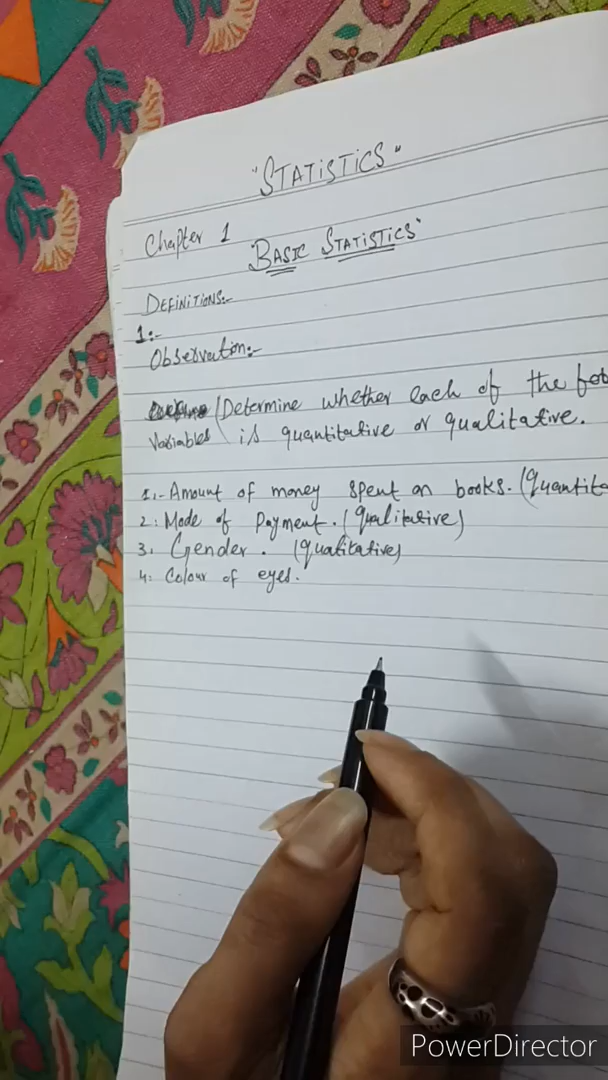 "STATISTICS"
Chapter 1
BASIC STATISTICS"
DEFINITIONS:-
1:-
Observation:-
(Determine whether each of the
Variables is quantitative or qualitative.
1.- Amount of money spent on books. (quantita
2: Mode of Payment. (qualitative)
3. Gender. (qualitative)
4: Colour of eyes.
PowerDirector